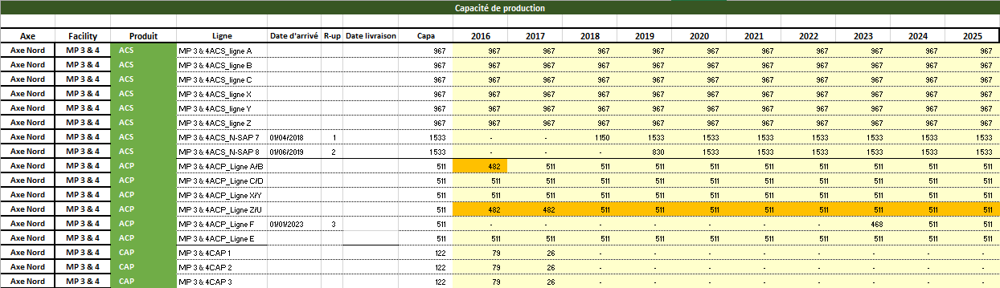 Capacité de production
Axe Facility Produit Ligne Date d'arrivé R-up Date livraison Capa 2016 2017 2018 2019 2020 2021 2022 2023 2024 2025
Axe Nord MP 3 & 4 ACS MP 3 & 4ACS_ligne A 967 967 967 967 967 967 967 967 967 967 967
Axe Nord MP 3 & 4 ACS MP 3 & 4ACS_ligne B 967 967 967 967 967 967 967 967 967 967 967
Axe Nord MP 3 & 4 ACS MP 3 & 4ACS_ligne C 967 967 967 967 967 967 967 967 967 967 967
Axe Nord MP 3 & 4 ACS MP 3 & 4ACS_ligne X 967 967 967 967 967 967 967 967 967 967 967
Axe Nord MP 3 & 4 ACS MP 3 & 4ACS_ligne Y 967 967 967 967 967 967 967 967 967 967 967
Axe Nord MP 3 & 4 ACS MP 3 & 4ACS_ligne Z 967 967 967 967 967 967 967 967 967 967 967
Axe Nord MP 3 & 4 ACS MP 3 & 4ACS_N-SAP 7 01/04/2018 1 1533 - - 1150 1533 1533 1533 1533 1533 1533 1533
Axe Nord MP 3 & 4 ACS MP 3 & 4ACS_N-SAP 8 01/06/2019 2 1533 - - - 830 1533 1533 1533 1533 1533 1533
Axe Nord MP 3 & 4 ACP MP 3 & 4ACP_Ligne A/B 511 482 511 511 511 511 511 511 511 511 511
Axe Nord MP 3 & 4 ACP MP 3 & 4ACP_Ligne C/D 511 511 511 511 511 511 511 511 511 511 511
Axe Nord MP 3 & 4 ACP MP 3 & 4ACP_Ligne X/Y 511 511 511 511 511 511 511 511 511 511 511
Axe Nord MP 3 & 4 ACP MP 3 & 4ACP_Ligne Z/U 511 482 482 511 511 511 511 511 511 511 511
Axe Nord MP 3 & 4 ACP MP 3 & 4ACP_Ligne F 01/01/2023 3 511 - - - - - - - 468 511 511
Axe Nord MP 3 & 4 ACP MP 3 & 4ACP_Ligne E 511 511 511 511 511 511 511 511 511 511 511
Axe Nord MP 3 & 4 CAP MP 3 & 4CAP 1 122 79 26 - - - - - - - -
Axe Nord MP 3 & 4 CAP MP 3 & 4CAP 2 122 79 26 - - - - - - - -
Axe Nord MP 3 & 4 CAP MP 3 & 4CAP 3 122 79 26 - - - - - - - -